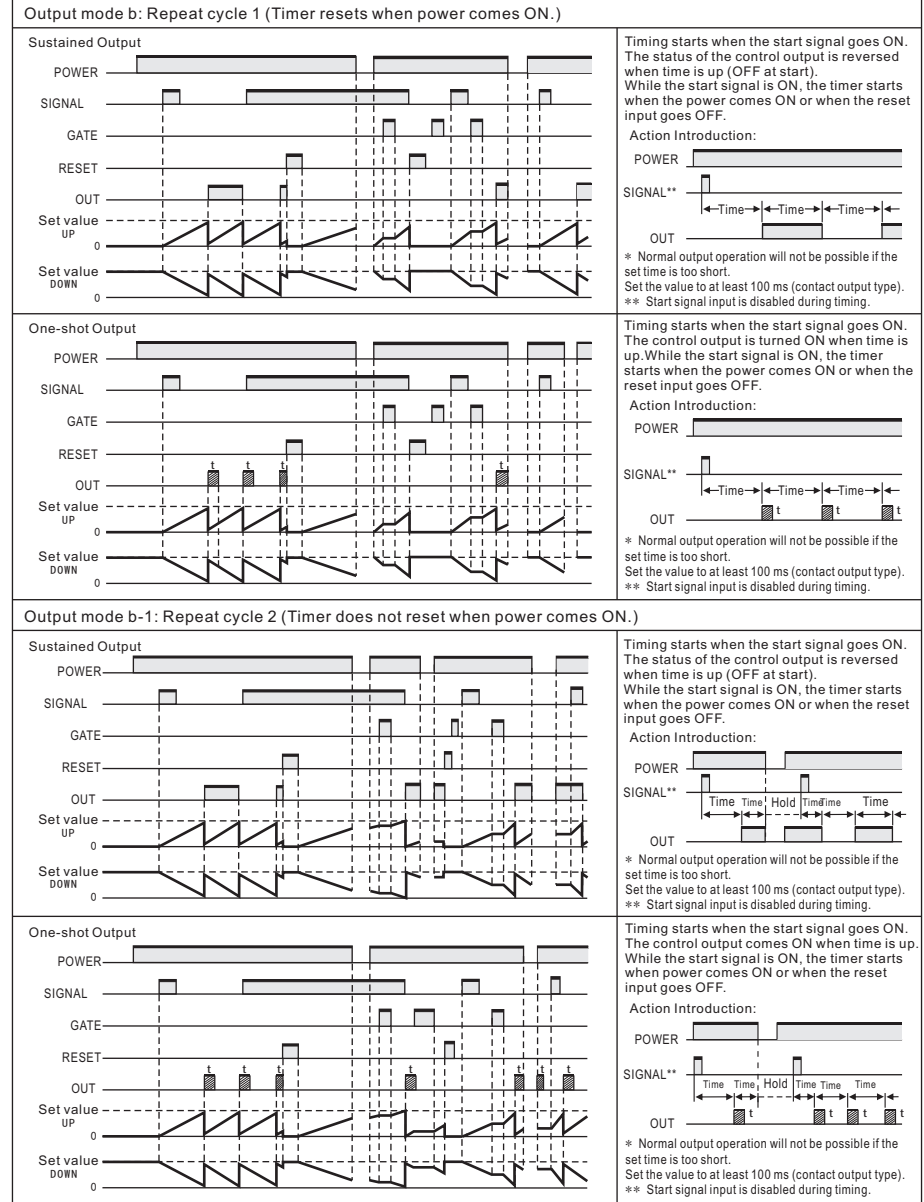 Output mode b: Repeat cycle 1 (Timer resets when power comes ON.)
Sustained Output
POWER
SIGNAL
GATE
RESET
OUT
Set value
UP
0
Set value
DOWN
0
Timing starts when the start signal goes ON.
The status of the control output is reversed
when time is up (OFF at start).
While the start signal is ON, the timer starts
when the power comes ON or when the reset
input goes OFF.
Action Introduction:
POWER
SIGNAL**
Time Time Time
OUT
* Normal output operation will not be possible if the
set time is too short.
Set the value to at least 100 ms (contact output type).
** Start signal input is disabled during timing.
One-shot Output
POWER
SIGNAL
GATE
RESET
t t t t
OUT
Set value
UP
0
Set value
DOWN
0
Timing starts when the start signal goes ON.
The control output is turned ON when time is
up.While the start signal is ON, the timer
starts when the power comes ON or when the
reset input goes OFF.
Action Introduction:
POWER
SIGNAL**
Time Time Time
t t t
OUT
* Normal output operation will not be possible if the
set time is too short.
Set the value to at least 100 ms (contact output type).
** Start signal input is disabled during timing.
Output mode b-1: Repeat cycle 2 (Timer does not reset when power comes ON.)
Sustained Output
POWER
SIGNAL
GATE
RESET
OUT
Set value
UP
0
Set value
DOWN
0
Timing starts when the start signal goes ON.
The status of the control output is reversed
when time is up (OFF at start).
While the start signal is ON, the timer starts
when the power comes ON or when the reset
input goes OFF.
Action Introduction:
POWER
SIGNAL**
Time Time Hold Time Time Time
OUT
* Normal output operation will not be possible if the
set time is too short.
Set the value to at least 100 ms (contact output type).
** Start signal input is disabled during timing.
One-shot Output
POWER
SIGNAL
GATE
RESET
t t t t t t t
OUT
Set value
UP
0
Set value
DOWN
0
Timing starts when the start signal goes ON.
The control output comes ON when time is up.
While the start signal is ON, the timer starts
when power comes ON or when the reset
input goes OFF.
Action Introduction:
POWER
SIGNAL**
Time Time Hold Time Time Time
t t t t
OUT
* Normal output operation will not be possible if the
set time is too short.
Set the value to at least 100 ms (contact output type).
** Start signal input is disabled during timing.